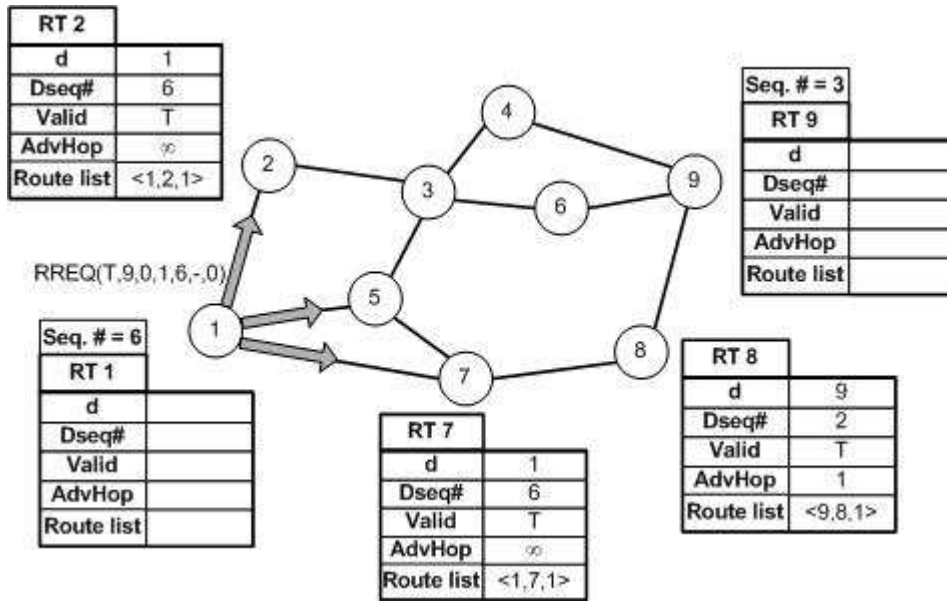 RT 2
d 1
Dseq# 6
Valid T
AdvHop ∞
Route list <1,2,1>
Seq. # = 3
RT 9
d
Dseq#
Valid
AdvHop
Route list
4
2
3
6
9
RREQ(T,9,0,1,6,-,0)
5
1
8
7
Seq. # = 6
RT 1
d
Dseq#
Valid
AdvHop
Route list
RT 7
d 1
Dseq# 6
Valid T
AdvHop ∞
Route list <1,7,1>
RT 8
d 9
Dseq# 2
Valid T
AdvHop 1
Route list <9,8,1>